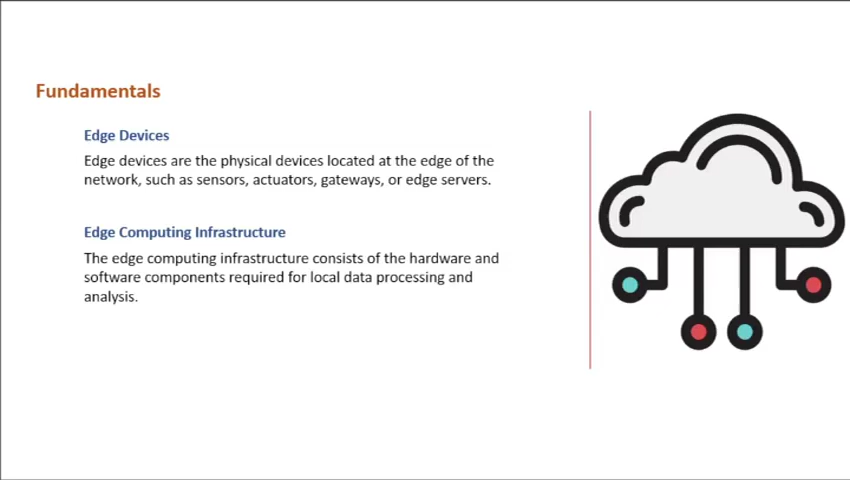 Fundamentals
Edge Devices
Edge devices are the physical devices located at the edge of the
network, such as sensors, actuators, gateways, or edge servers.
Edge Computing Infrastructure
The edge computing infrastructure consists of the hardware and
software components required for local data processing and
analysis.